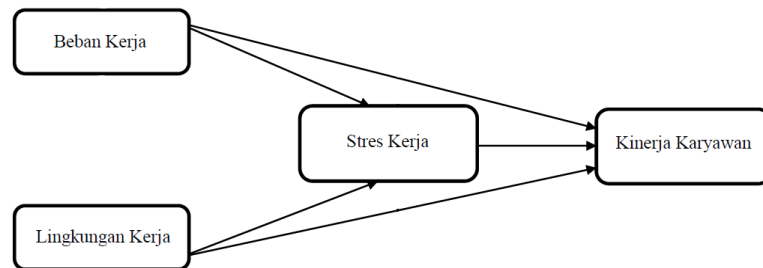 Beban Kerja
Stres Kerja
Kinerja Karyawan
Lingkungan Kerja